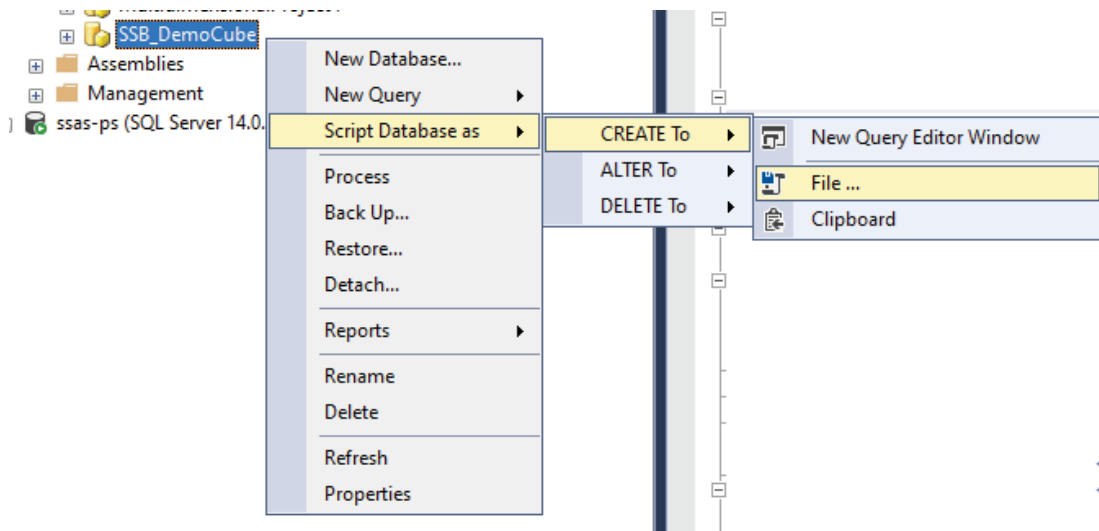 SSB_DemoCube
Assemblies
Management
ssas-ps (SQL Server 14.0.
New Database...
New Query
Script Database as
Process
Back Up...
Restore...
Detach...
Reports
Rename
Delete
Refresh
Properties
CREATE To
ALTER To
DELETE To
New Query Editor Window
File ...
Clipboard